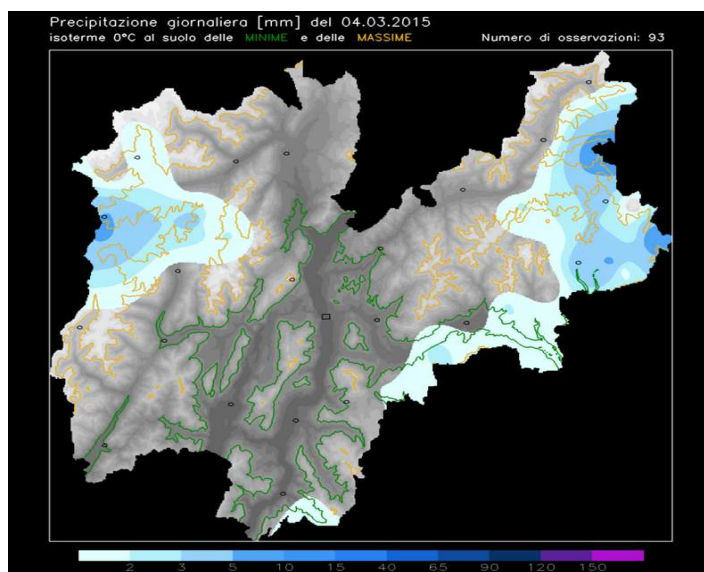 Precipitazione giornaliera [mm] del 04.03.2015
isoterme 0°C al suolo delle MINIME e delle MASSIME Numero di osservazioni: 93
2 3 5 10 15 40 65 90 120 150